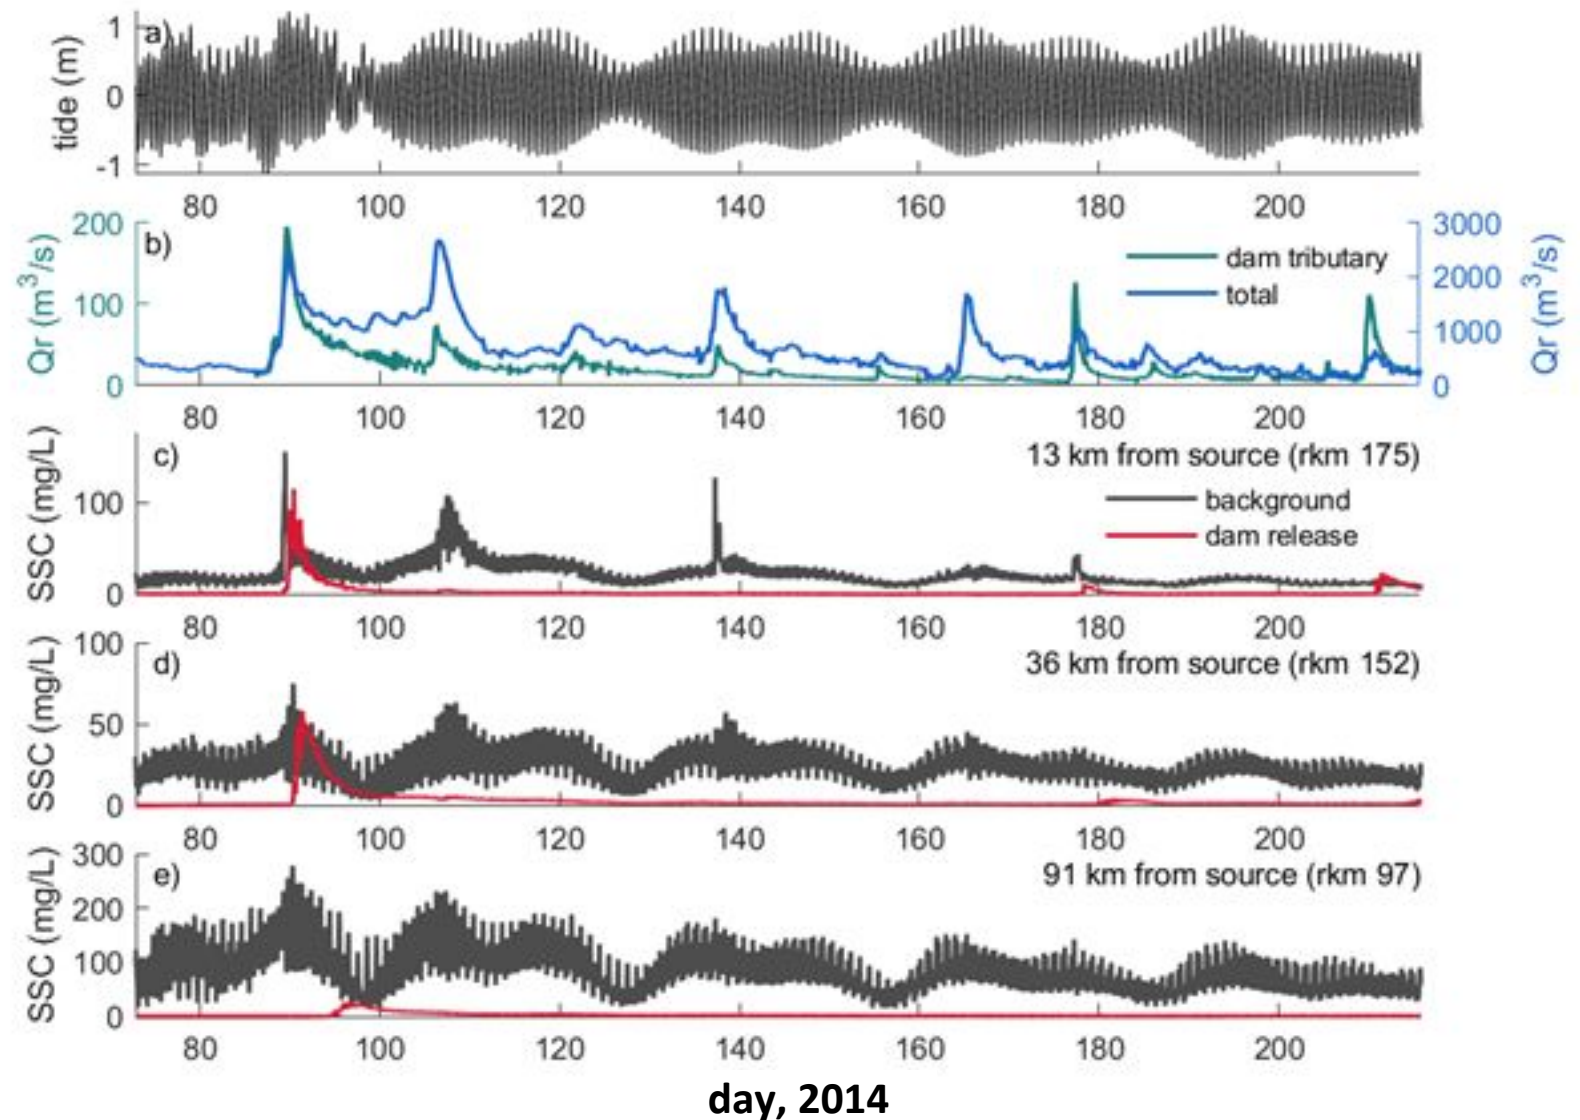 a)
tide (m)
1
0
-1
80 100 120 140 160 180 200
b)
Qr (m³/s)
200
100
0
dam tributary
total
3000
2000
1000
0
Qr (m³/s)
80 100 120 140 160 180 200
c)
13 km from source (rkm 175)
SSC (mg/L)
100
0
background
dam release
80 100 120 140 160 180 200
d)
36 km from source (rkm 152)
SSC (mg/L)
100
50
0
80 100 120 140 160 180 200
e)
91 km from source (rkm 97)
SSC (mg/L)
300
200
100
0
80 100 120 140 160 180 200
day, 2014